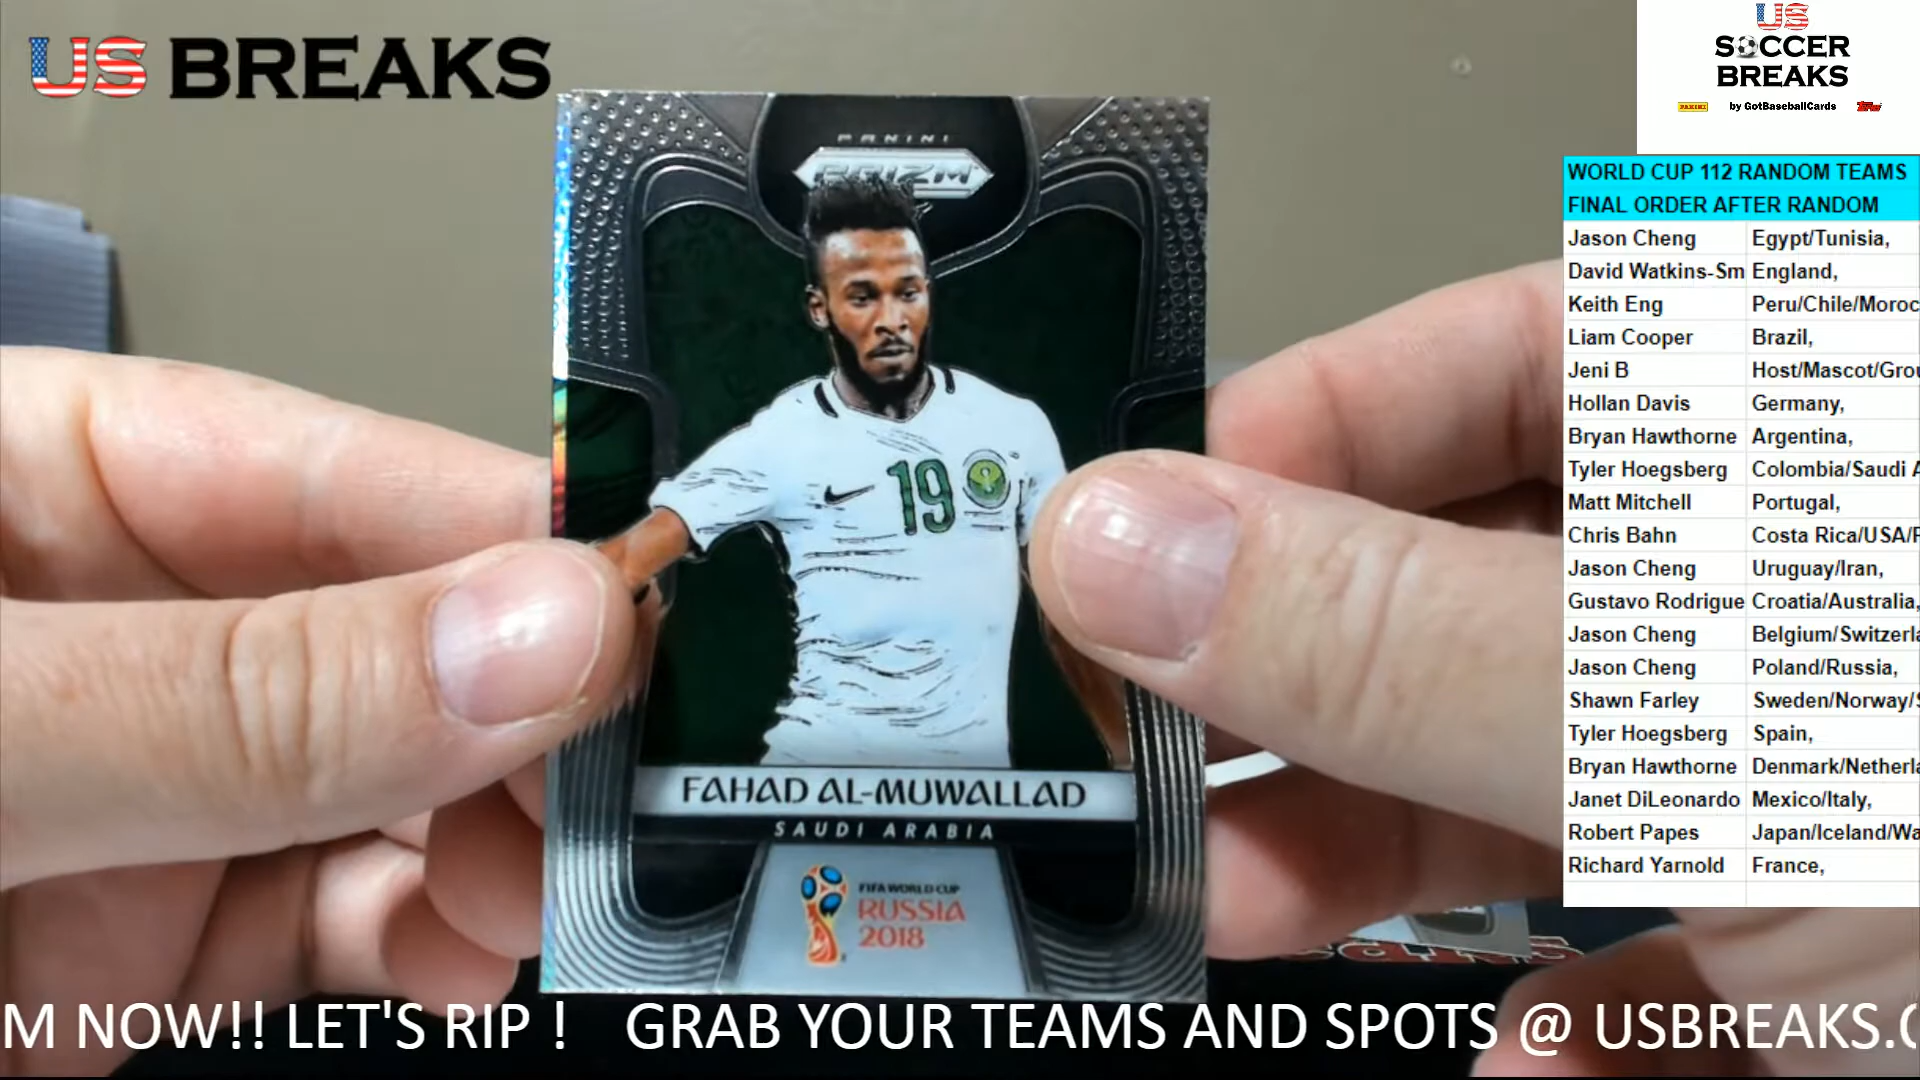 US BREAKS
US
SOCCER
BREAKS
PANINI by GotBaseballCards Topps
WORLD CUP 112 RANDOM TEAMS
FINAL ORDER AFTER RANDOM
Jason Cheng Egypt/Tunisia,
David Watkins-Sm England,
Keith Eng Peru/Chile/Moroc
Liam Cooper Brazil,
Jeni B Host/Mascot/Grou
Hollan Davis Germany,
Bryan Hawthorne Argentina,
Tyler Hoegsberg Colombia/Saudi A
Matt Mitchell Portugal,
Chris Bahn Costa Rica/USA/P
Jason Cheng Uruguay/Iran,
Gustavo Rodrigue Croatia/Australia,
Jason Cheng Belgium/Switzerla
Jason Cheng Poland/Russia,
Shawn Farley Sweden/Norway/S
Tyler Hoegsberg Spain,
Bryan Hawthorne Denmark/Netherla
Janet DiLeonardo Mexico/Italy,
Robert Papes Japan/Iceland/Wa
Richard Yarnold France,
PANINI
PRIZM
19
FAHAD AL-MUWALLAD
SAUDI ARABIA
FIFA WORLD CUP
RUSSIA
2018
M NOW!! LET'S RIP ! GRAB YOUR TEAMS AND SPOTS @ USBREAKS.C